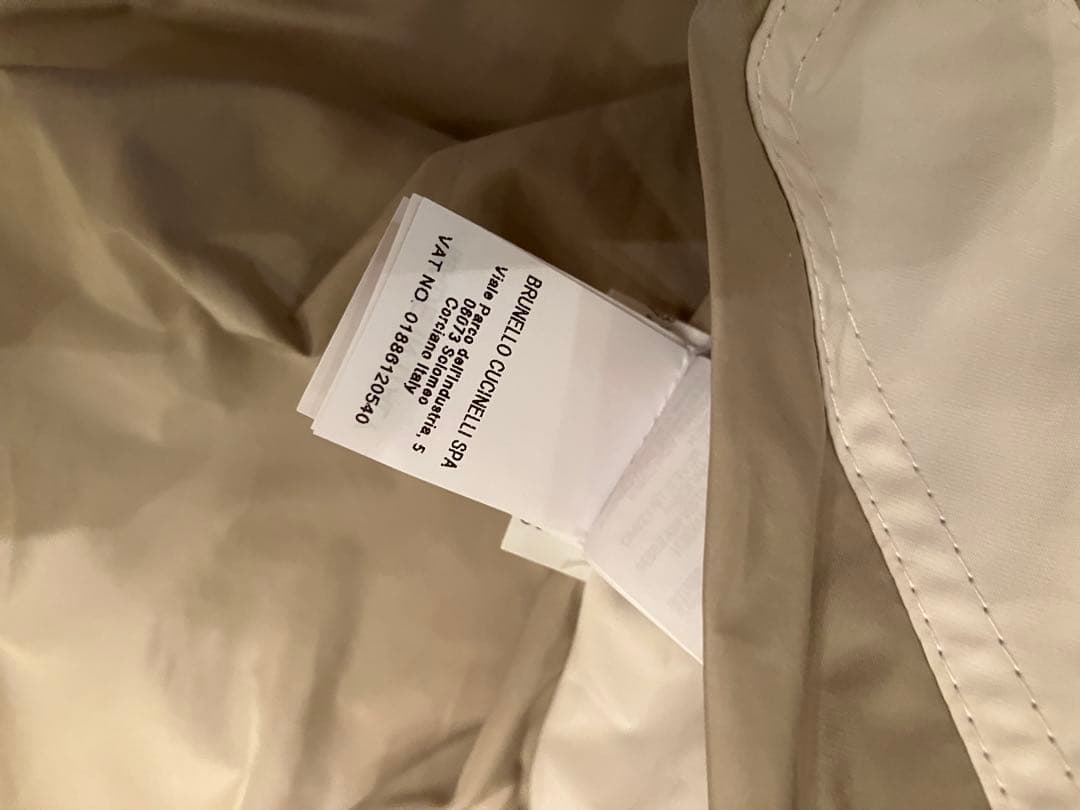 BRUNELLO CUCINELLI SPA
Viale Parco dell'Industria, 5
06073 Solomeo
Corciano Italy
VAT NO. 01886120540